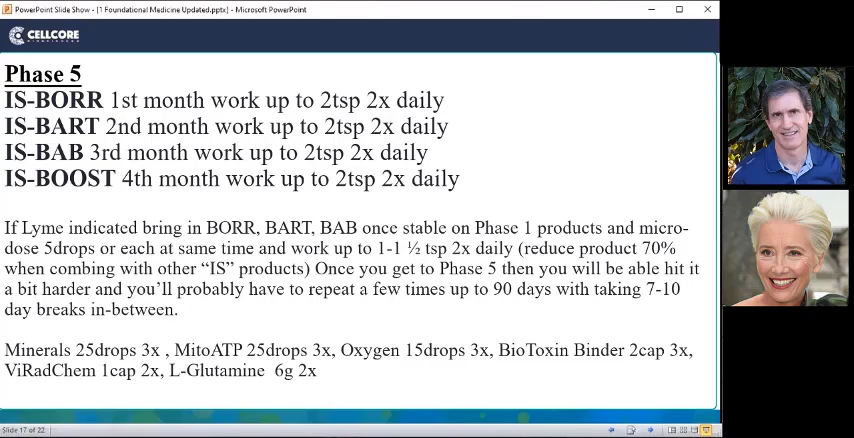 PowerPoint Slide Show - [1 Foundational Medicine Updated.pptx] - Microsoft PowerPoint
CELLCORE
BIOSCIENCES
Phase 5
IS-BORR 1st month work up to 2tsp 2x daily
IS-BART 2nd month work up to 2tsp 2x daily
IS-BAB 3rd month work up to 2tsp 2x daily
IS-BOOST 4th month work up to 2tsp 2x daily
If Lyme indicated bring in BORR, BART, BAB once stable on Phase 1 products and micro-
dose 5drops or each at same time and work up to 1-1 ½ tsp 2x daily (reduce product 70%
when combing with other “IS” products) Once you get to Phase 5 then you will be able hit it
a bit harder and you’ll probably have to repeat a few times up to 90 days with taking 7-10
day breaks in-between.
Minerals 25drops 3x , MitoATP 25drops 3x, Oxygen 15drops 3x, BioToxin Binder 2cap 3x,
ViRadChem 1cap 2x, L-Glutamine 6g 2x
Slide 17 of 22